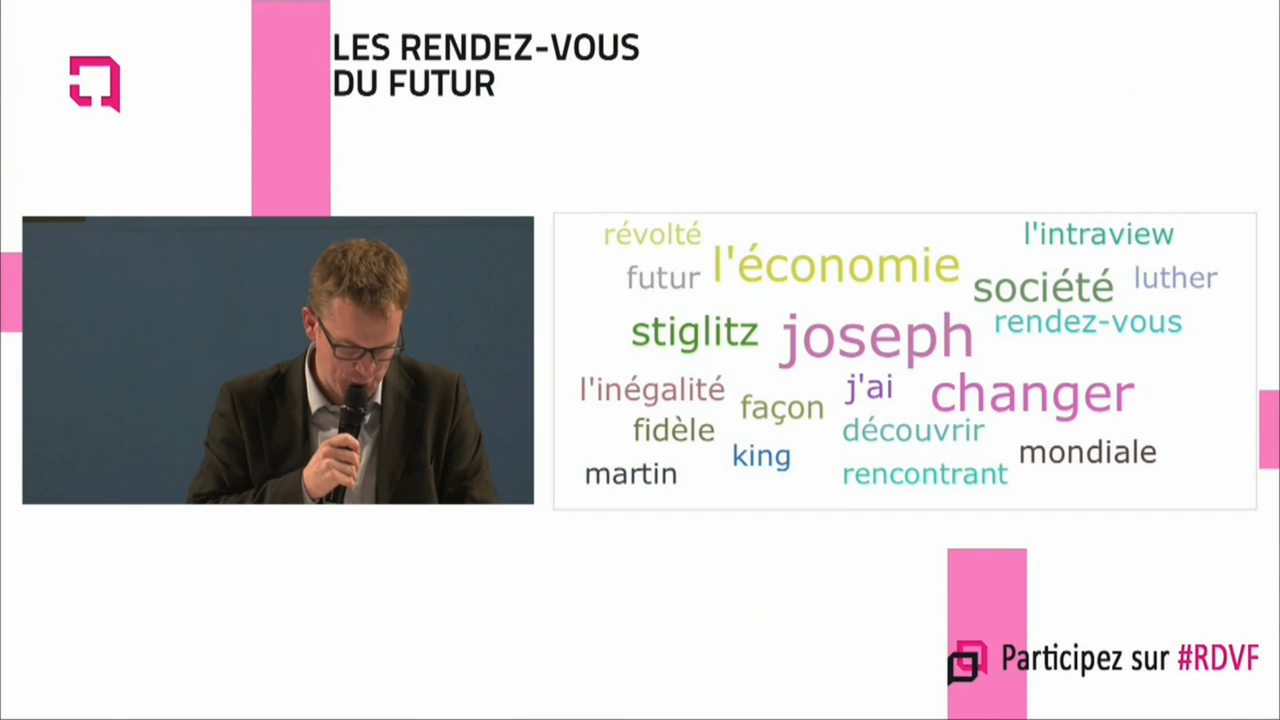 LES RENDEZ-VOUS
DU FUTUR
révolté
l'intraview
futur
l'économie
société
luther
stiglitz
joseph
rendez-vous
l'inégalité
façon
j'ai
changer
fidèle
king
découvrir
mondiale
martin
rencontrant
Participez sur #RDVF